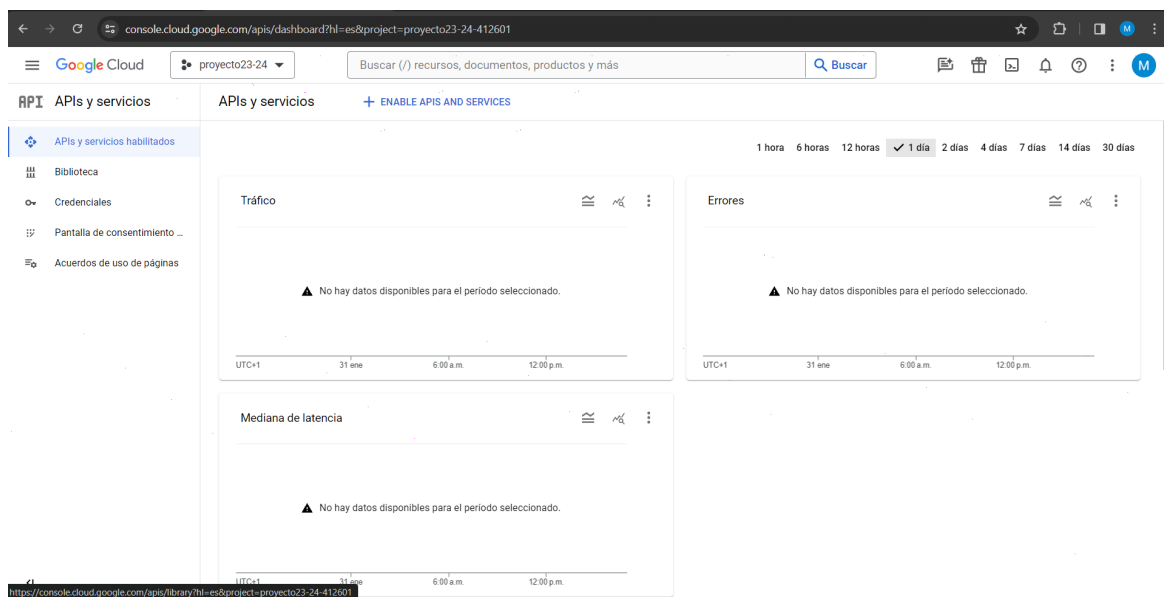 console.cloud.google.com/apis/dashboard?hl=es&project=proyecto23-24-412601
M
Google Cloud
proyecto23-24
Buscar (/) recursos, documentos, productos y más
Buscar
M
API APIs y servicios
APIs y servicios
+ ENABLE APIS AND SERVICES
APIs y servicios habilitados
Biblioteca
Credenciales
Pantalla de consentimiento ...
Acuerdos de uso de páginas
1 hora 6 horas 12 horas 1 día 2 días 4 días 7 días 14 días 30 días
Tráfico
No hay datos disponibles para el período seleccionado.
UTC+1 31 ene 6:00 a.m. 12:00 p.m.
Errores
No hay datos disponibles para el período seleccionado.
UTC+1 31 ene 6:00 a.m. 12:00 p.m.
Mediana de latencia
No hay datos disponibles para el período seleccionado.
UTC+1 31 ene 6:00 a.m. 12:00 p.m.
https://console.cloud.google.com/apis/library?hl=es&project=proyecto23-24-412601